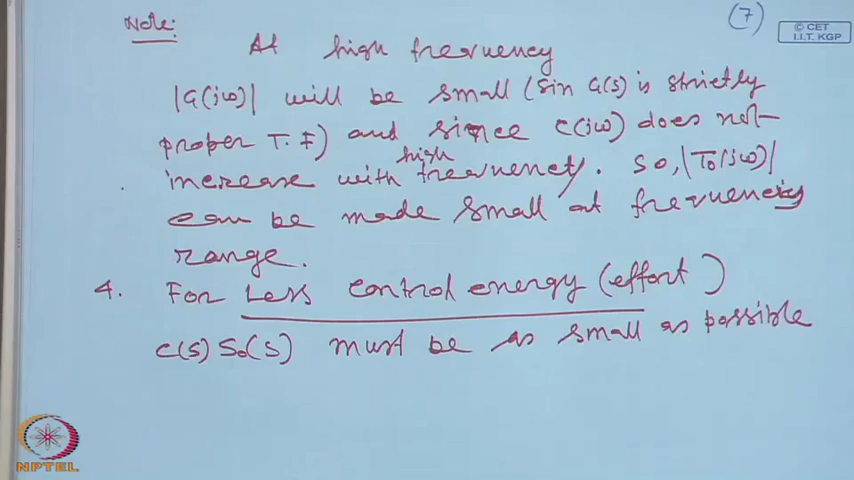 Note:
(7)
© CET
I.I.T. KGP
At high frequency
|G(jω)| will be small (sin G(s) is strictly
proper T.F) and since C(jω) does not
increase with high frequency. So, |T₀(jω)|
can be made small at frequency
range.
4. For Less control energy (effort)
C(s) S₀(s) must be as small as possible
NPTEL